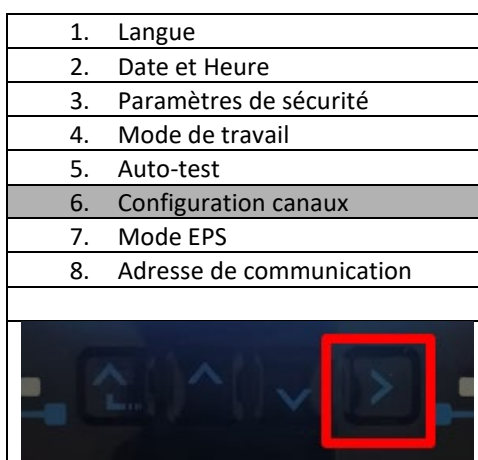 1. Langue
2. Date et Heure
3. Paramètres de sécurité
4. Mode de travail
5. Auto-test
6. Configuration canaux
7. Mode EPS
8. Adresse de communication